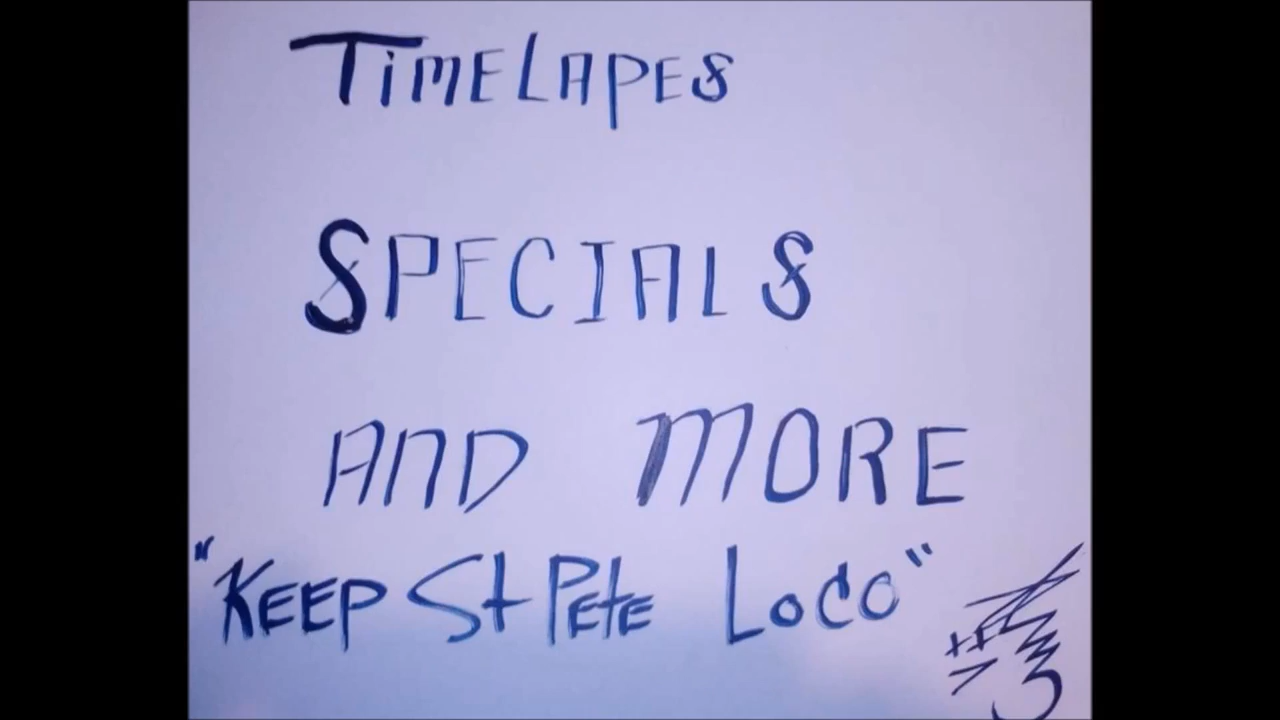 TimELAPES
SPECIALS
AND MORE
"KEEP St PEtE LoCo"